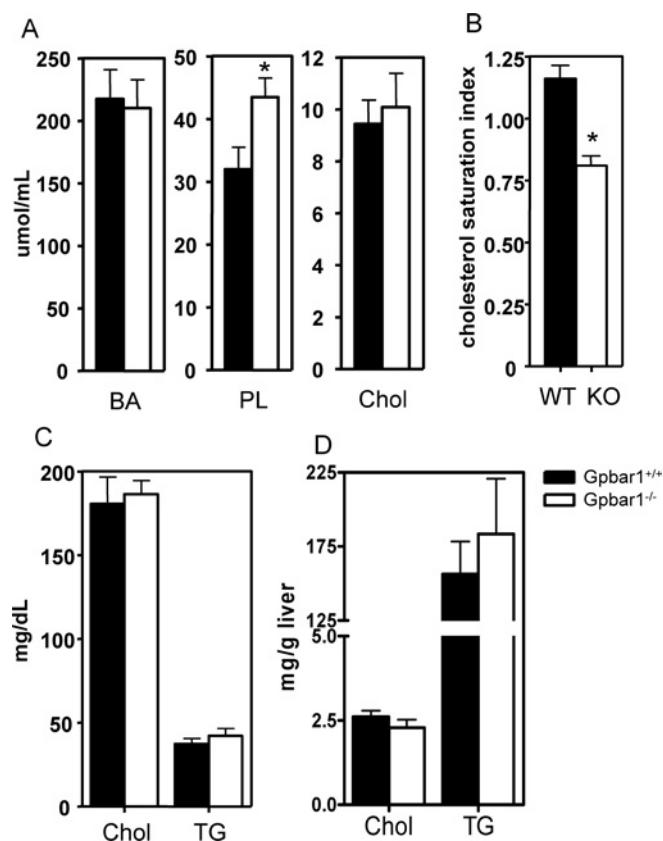 A
umol/mL
250
200
150
100
50
0
BA
50
40
30
20
10
0
*
PL
12
10
8
6
4
2
0
Chol
B
cholesterol saturation index
1.25
1.00
0.75
0.50
0.25
0
*
WT KO
C
mg/dL
200
150
100
50
0
Chol TG
D
mg/g liver
225
175
125
5.0
2.5
0.0
Chol TG
Gpbar1+/+
Gpbar1-/-